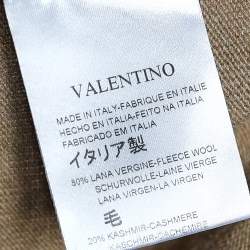 VALENTINO
MADE IN ITALY-FABRIQUE EN ITALIE
HECHO EN ITALIA-FEITO NA ITALIA
FABRICADO EM ITALIA
イタリア製
80% LANA VERGINE-FLEECE WOOL
SCHURWOLLE-LAINE VIERGE
LANA VIRGEN-LA VIRGEN
毛
20% KASHMIR-CASHMERE